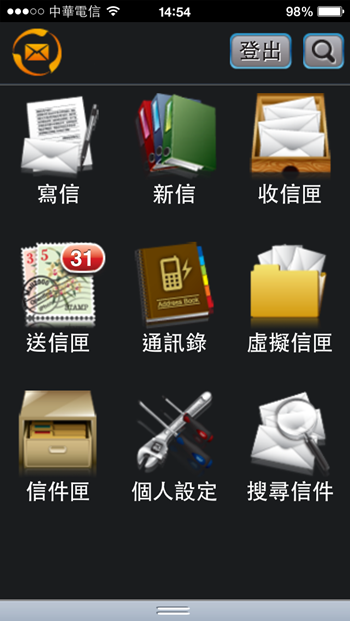 中華電信 14:54 98%
登出
寫信 新信 收信匣
31
Address Book
送信匣 通訊錄 虛擬信匣
信件匣 個人設定 搜尋信件